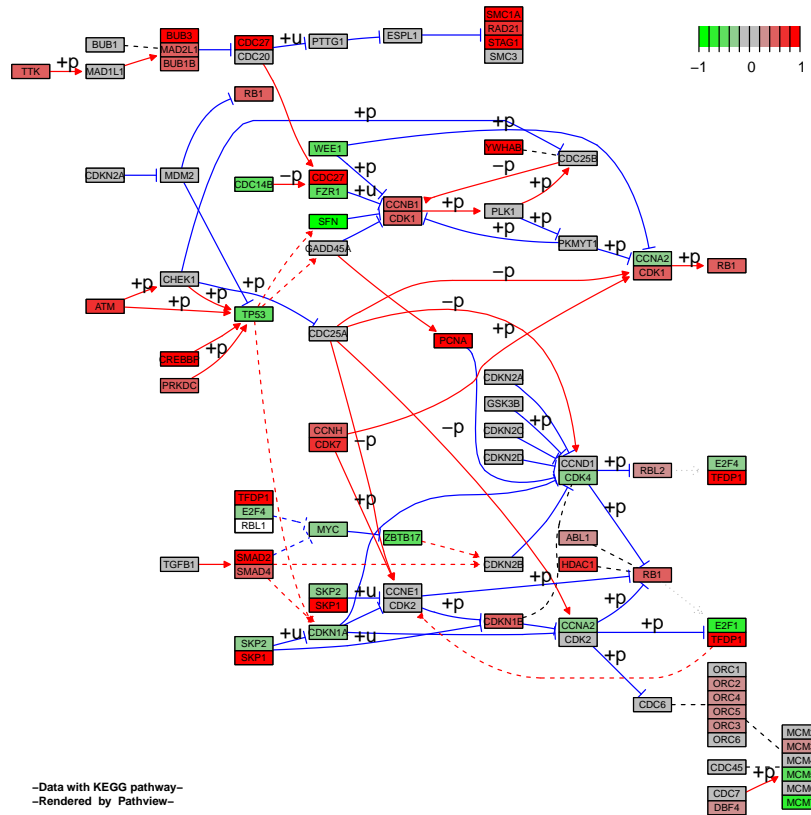 SMC1A
RAD21
STAG1
SMC3
BUB3
MAD2L1
BUB1B
BUB1
CDC27
CDC20
+u
PTTG1
ESPL1
TTK
+p
MAD1L1
−1
0
1
RB1
WEE1
+p
+p
YWHAB
CDC25B
CDKN2A
MDM2
CDC14B
−p
CDC27
FZR1
+p
+u
−p
+p
CCNB1
CDK1
+p
PLK1
+p
SFN
GADD45A
PKMYT1
+p
CCNA2
CDK1
+p
RB1
CHEK1
+p
+p
+p
ATM
+p
TP53
−p
−p
+p
CDC25A
PCNA
CREBBP
PRKDC
CDKN2A
GSK3B
+p
CDKN2C
CDKN2D
CCNH
CDK7
−p
−p
CCND1
CDK4
+p
RBL2
E2F4
TFDP1
+p
+p
TFDP1
E2F4
RBL1
MYC
ZBTB17
ABL1
TGFB1
SMAD2
SMAD4
CDKN2B
HDAC1
RB1
+p
SKP2
SKP1
+u
CCNE1
CDK2
+p
+p
CDKN1B
SKP2
SKP1
+u
CDKN1A
+u
CCNA2
CDK2
+p
E2F1
TFDP1
+p
CDC6
ORC1
ORC2
ORC4
ORC5
ORC3
ORC6
CDC45
CDC7
DBF4
+p
−Data with KEGG pathway−
−Rendered by Pathview−